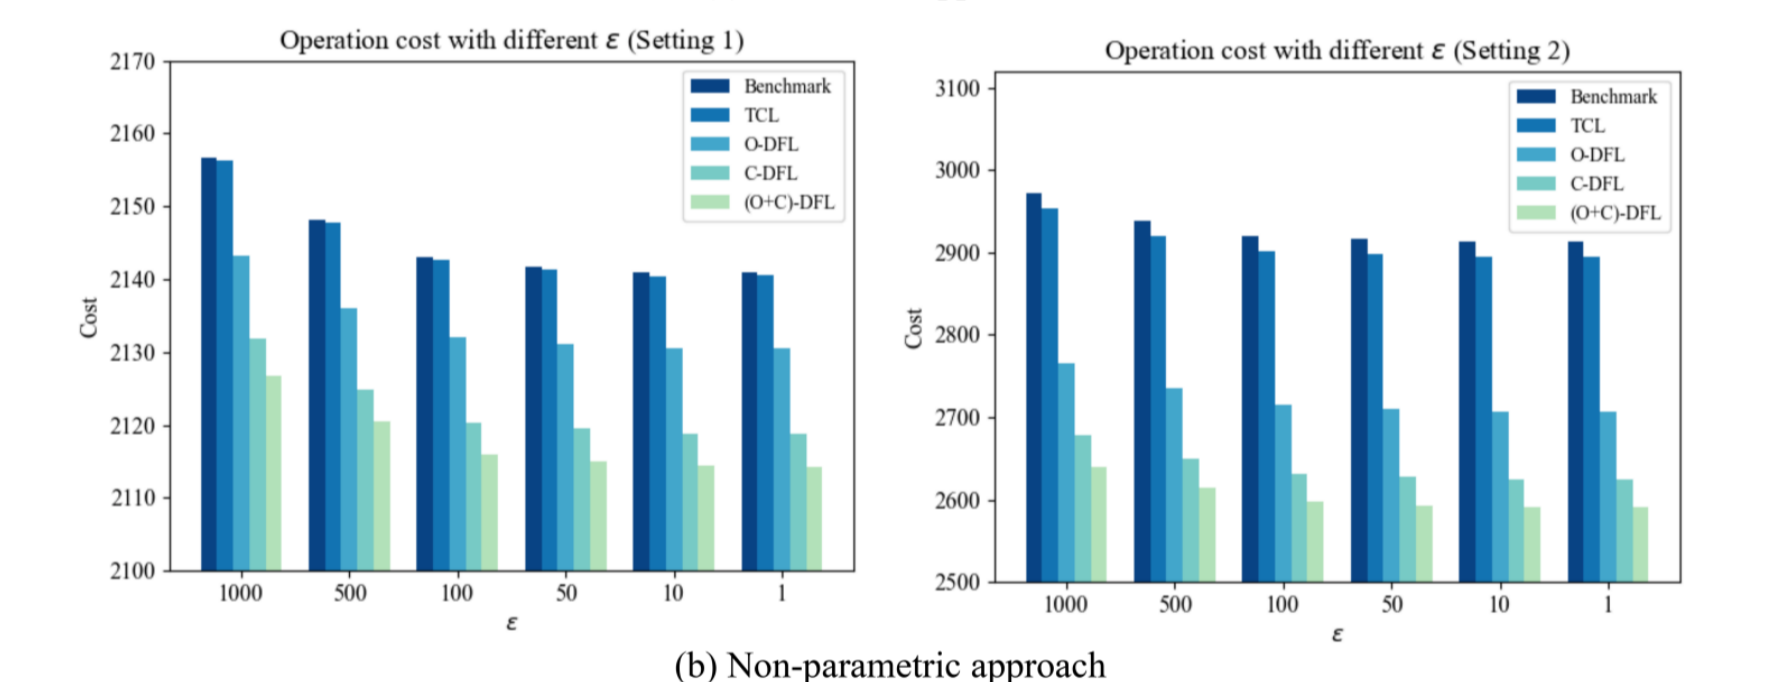 Operation cost with different ε (Setting 1)
2170
2160
2150
2140
2130
2120
2110
2100
Cost
Benchmark
TCL
O-DFL
C-DFL
(O+C)-DFL
1000 500 100 50 10 1
ε
Operation cost with different ε (Setting 2)
3100
3000
2900
2800
2700
2600
2500
Cost
Benchmark
TCL
O-DFL
C-DFL
(O+C)-DFL
1000 500 100 50 10 1
ε
(b) Non-parametric approach